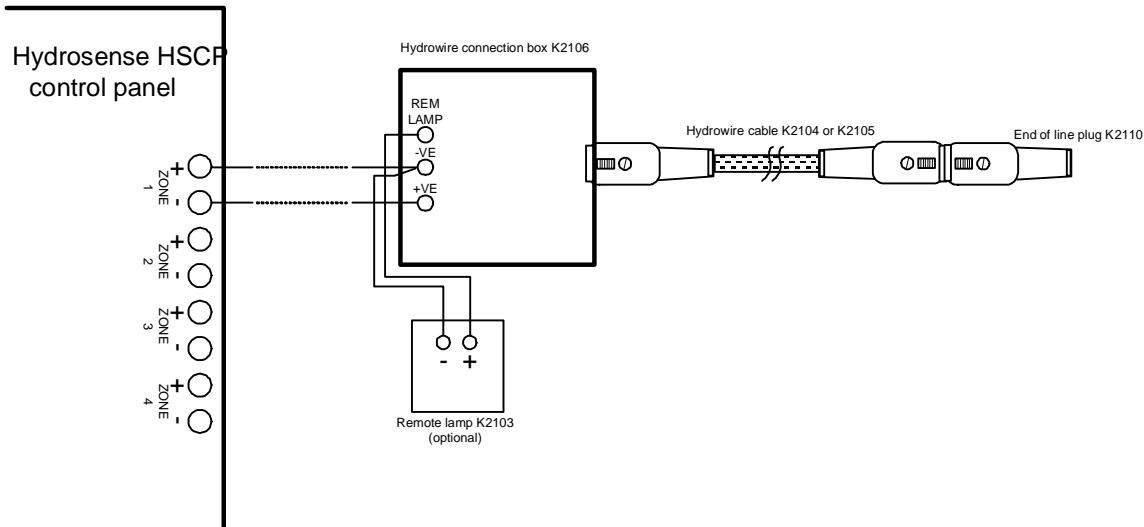 Hydrosense HSCP
control panel
Hydrowire connection box K2106
REM
LAMP
-VE
+VE
Hydrowire cable K2104 or K2105
End of line plug K2110
+
ZONE
1
-
+
ZONE
2
-
+
ZONE
3
-
+
ZONE
4
-
- +
Remote lamp K2103
(optional)